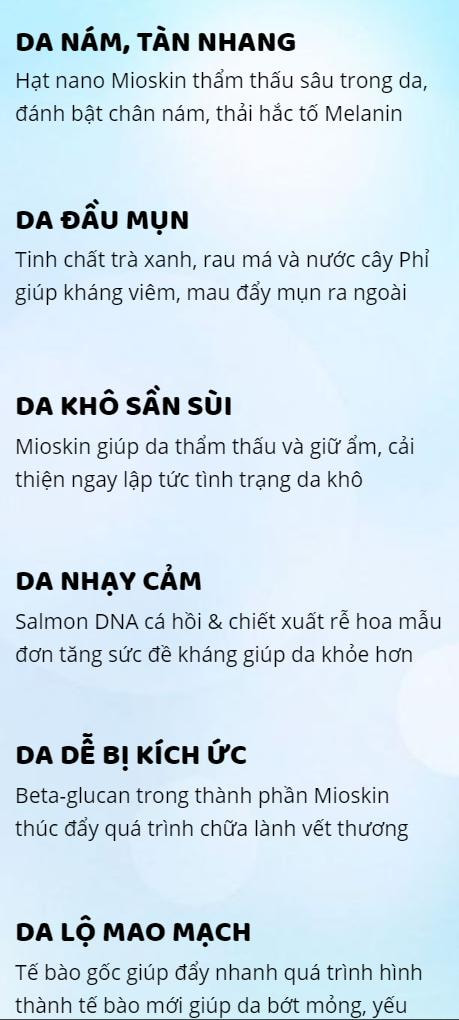 DA NÁM, TÀN NHANG
Hạt nano Mioskin thẩm thấu sâu trong da,
đánh bật chân nám, thải hắc tố Melanin
DA ĐẦU MỤN
Tinh chất trà xanh, rau má và nước cây Phỉ
giúp kháng viêm, mau đẩy mụn ra ngoài
DA KHÔ SẦN SÙI
Mioskin giúp da thẩm thấu và giữ ẩm, cải
thiện ngay lập tức tình trạng da khô
DA NHẠY CẢM
Salmon DNA cá hồi & chiết xuất rễ hoa mẫu
đơn tăng sức đề kháng giúp da khỏe hơn
DA DỄ BỊ KÍCH ỨC
Beta-glucan trong thành phần Mioskin
thúc đẩy quá trình chữa lành vết thương
DA LỘ MAO MẠCH
Tế bào gốc giúp đẩy nhanh quá trình hình
thành tế bào mới giúp da bớt mỏng, yếu